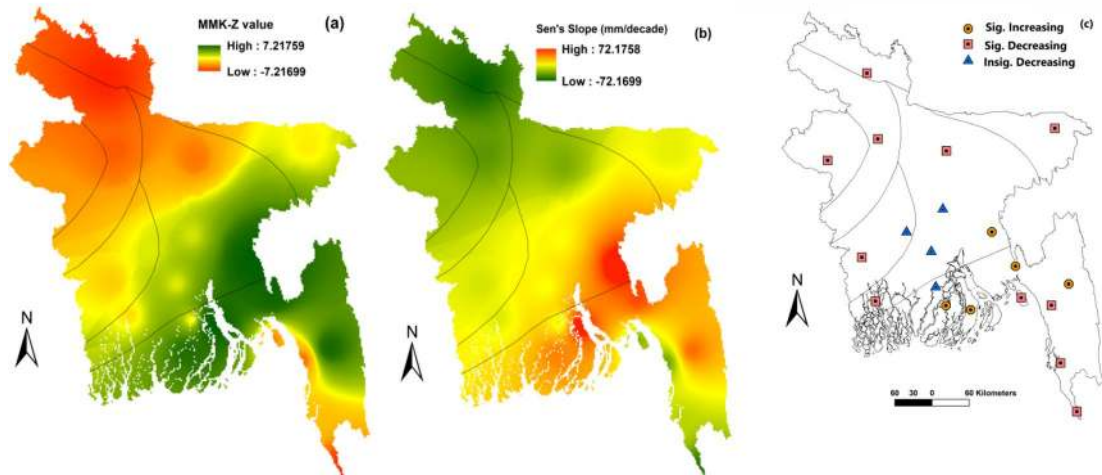 MMK-Z value
(a)
High : 7.21759
Low : -7.21699
N
Sen's Slope (mm/decade)
(b)
High : 72.1758
Low : -72.1699
N
(c)
Sig. Increasing
Sig. Decreasing
Insig. Decreasing
N
60 30 0 60 Kilometers